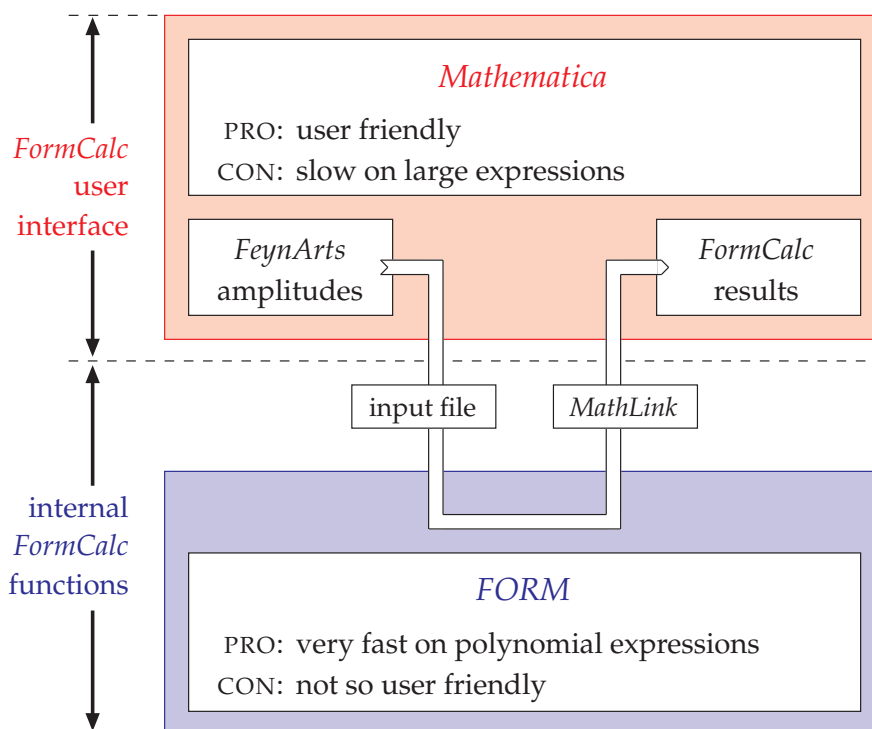 Mathematica
PRO: user friendly
CON: slow on large expressions
FormCalc
user
interface
FeynArts
amplitudes
FormCalc
results
input file
MathLink
internal
FormCalc
functions
FORM
PRO: very fast on polynomial expressions
CON: not so user friendly